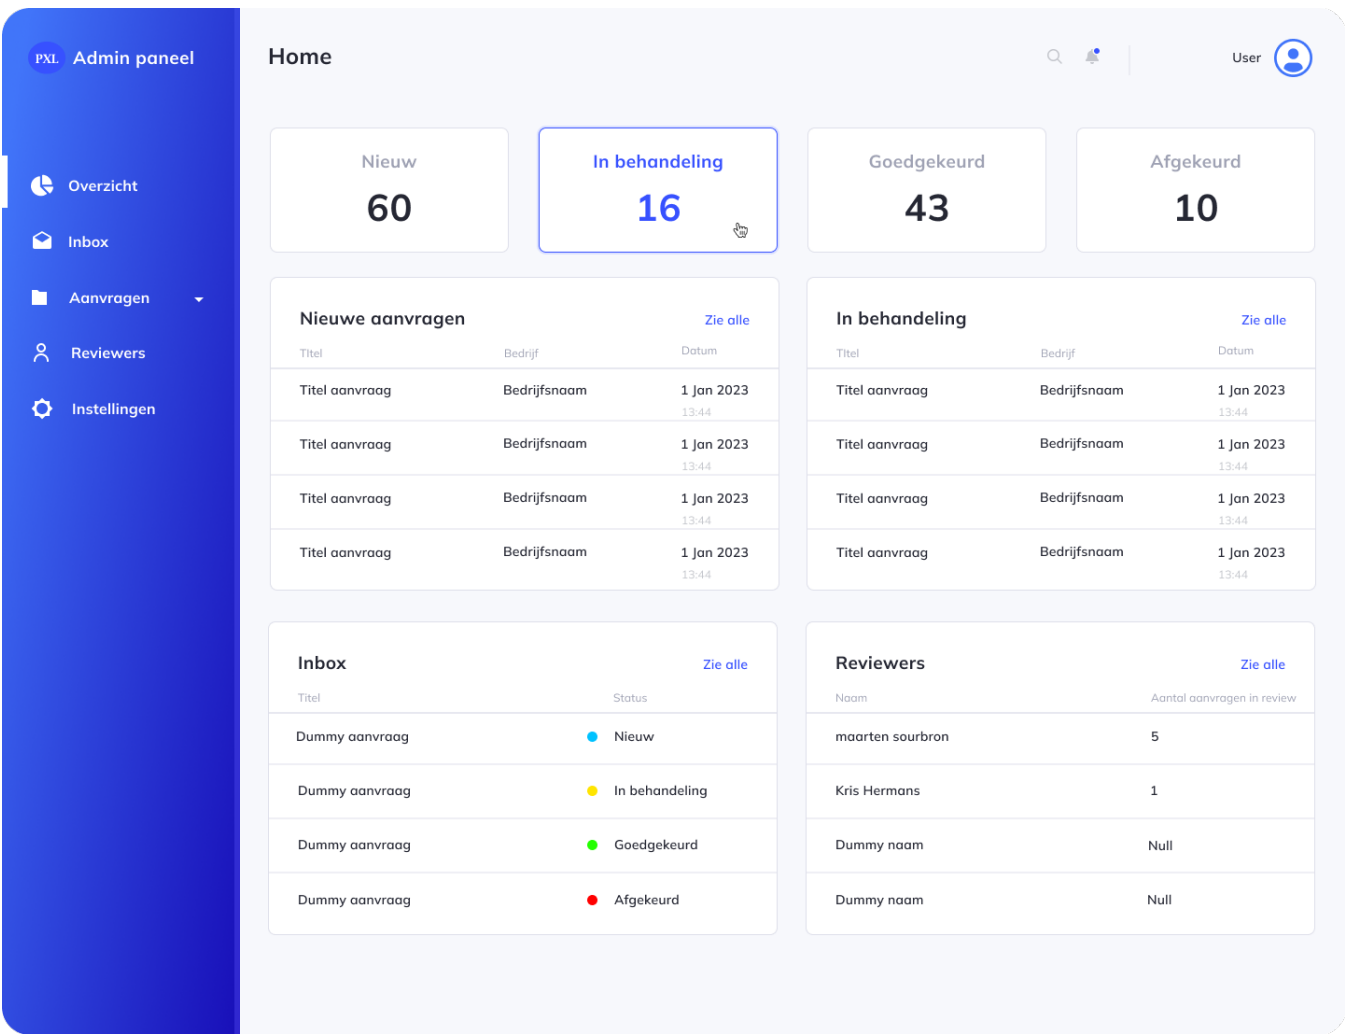 PXL Admin paneel
Home
User
Overzicht
Inbox
Aanvragen
Reviewers
Instellingen
Nieuw
60
In behandeling
16
Goedgekeurd
43
Afgekeurd
10
Nieuwe aanvragen Zie alle
TItel Bedrijf Datum
Titel aanvraag Bedrijfsnaam 1 Jan 2023
13:44
Titel aanvraag Bedrijfsnaam 1 Jan 2023
13:44
Titel aanvraag Bedrijfsnaam 1 Jan 2023
13:44
Titel aanvraag Bedrijfsnaam 1 Jan 2023
13:44
In behandeling Zie alle
TItel Bedrijf Datum
Titel aanvraag Bedrijfsnaam 1 Jan 2023
13:44
Titel aanvraag Bedrijfsnaam 1 Jan 2023
13:44
Titel aanvraag Bedrijfsnaam 1 Jan 2023
13:44
Titel aanvraag Bedrijfsnaam 1 Jan 2023
13:44
Inbox Zie alle
Titel Status
Dummy aanvraag Nieuw
Dummy aanvraag In behandeling
Dummy aanvraag Goedgekeurd
Dummy aanvraag Afgekeurd
Reviewers Zie alle
Naam Aantal aanvragen in review
maarten sourbron 5
Kris Hermans 1
Dummy naam Null
Dummy naam Null